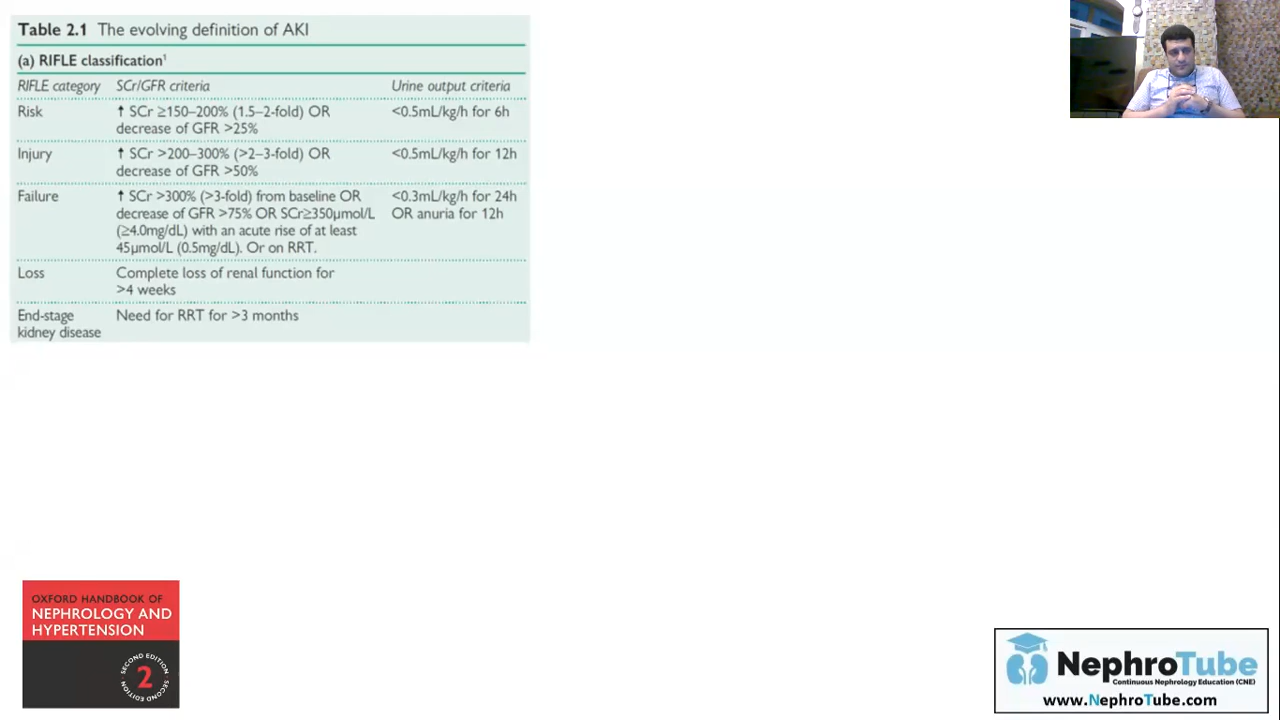 Table 2.1 The evolving definition of AKI
(a) RIFLE classification¹
RIFLE category SCr/GFR criteria Urine output criteria
Risk ↑ SCr ≥150–200% (1.5–2-fold) OR <0.5mL/kg/h for 6h
decrease of GFR >25%
Injury ↑ SCr >200–300% (>2–3-fold) OR <0.5mL/kg/h for 12h
decrease of GFR >50%
Failure ↑ SCr >300% (>3-fold) from baseline OR <0.3mL/kg/h for 24h
decrease of GFR >75% OR SCr≥350µmol/L OR anuria for 12h
(≥4.0mg/dL) with an acute rise of at least
45µmol/L (0.5mg/dL). Or on RRT.
Loss Complete loss of renal function for
>4 weeks
End-stage Need for RRT for >3 months
kidney disease
OXFORD HANDBOOK OF
NEPHROLOGY AND
HYPERTENSION
SECOND EDITION
2
SECOND EDITION
NephroTube
Continuous Nephrology Education (CNE)
www.NephroTube.com